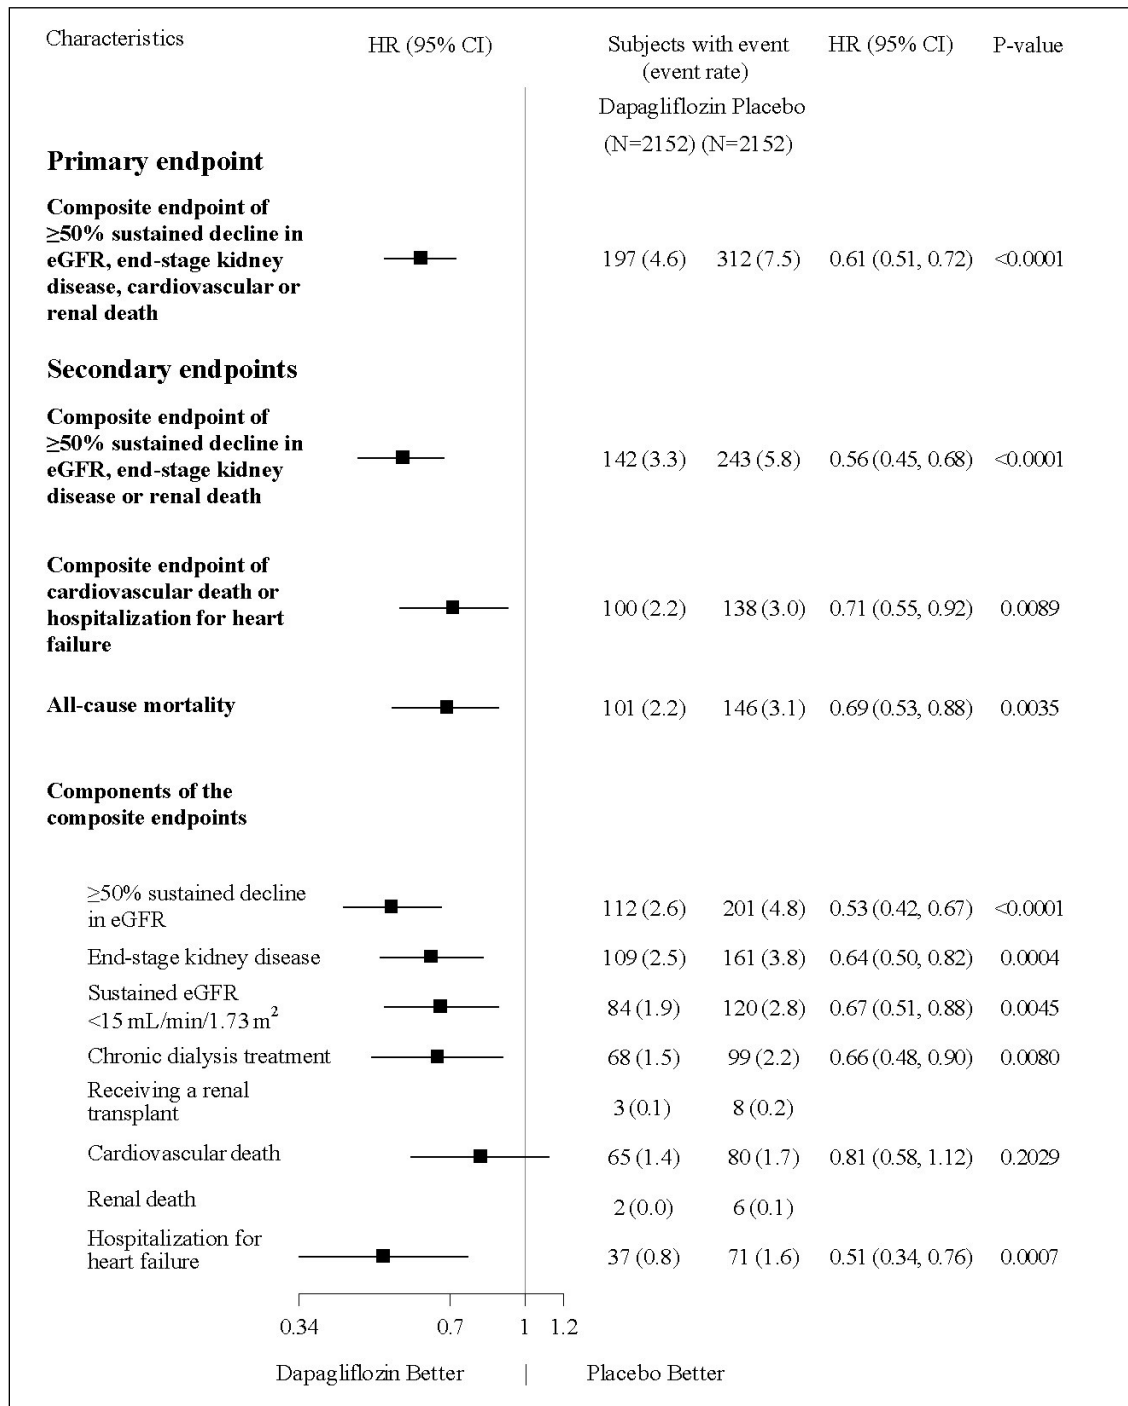 Characteristics HR (95% CI) Subjects with event HR (95% CI) P-value
(event rate)
Dapagliflozin Placebo
(N=2152) (N=2152)
Primary endpoint
Composite endpoint of
≥50% sustained decline in
eGFR, end-stage kidney 197 (4.6) 312 (7.5) 0.61 (0.51, 0.72) <0.0001
disease, cardiovascular or
renal death
Secondary endpoints
Composite endpoint of
≥50% sustained decline in
eGFR, end-stage kidney 142 (3.3) 243 (5.8) 0.56 (0.45, 0.68) <0.0001
disease or renal death
Composite endpoint of
cardiovascular death or
hospitalization for heart 100 (2.2) 138 (3.0) 0.71 (0.55, 0.92) 0.0089
failure
All-cause mortality 101 (2.2) 146 (3.1) 0.69 (0.53, 0.88) 0.0035
Components of the
composite endpoints
≥50% sustained decline
in eGFR 112 (2.6) 201 (4.8) 0.53 (0.42, 0.67) <0.0001
End-stage kidney disease 109 (2.5) 161 (3.8) 0.64 (0.50, 0.82) 0.0004
Sustained eGFR
<15 mL/min/1.73 m² 84 (1.9) 120 (2.8) 0.67 (0.51, 0.88) 0.0045
Chronic dialysis treatment 68 (1.5) 99 (2.2) 0.66 (0.48, 0.90) 0.0080
Receiving a renal
transplant 3 (0.1) 8 (0.2)
Cardiovascular death 65 (1.4) 80 (1.7) 0.81 (0.58, 1.12) 0.2029
Renal death 2 (0.0) 6 (0.1)
Hospitalization for
heart failure 37 (0.8) 71 (1.6) 0.51 (0.34, 0.76) 0.0007
0.34 0.7 1 1.2
Dapagliflozin Better | Placebo Better